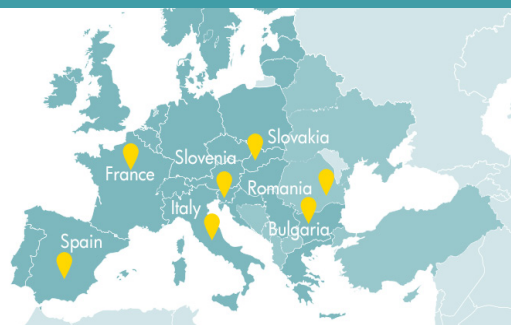 Slovakia
Slovenia
France
Romania
Italy
Bulgaria
Spain